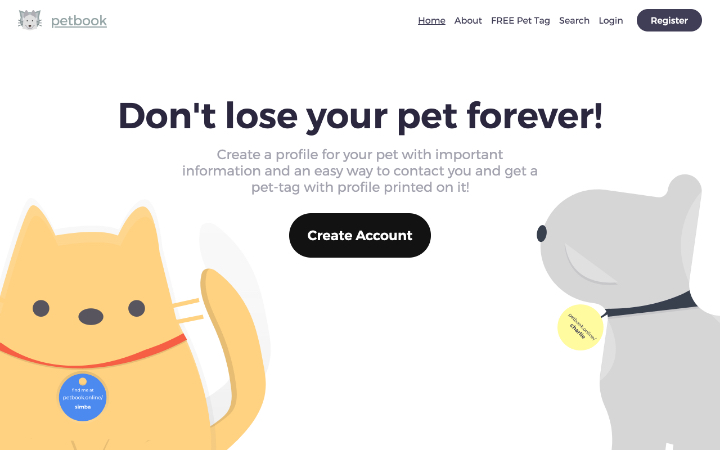 petbook
Home About FREE Pet Tag Search Login Register
Don't lose your pet forever!
Create a profile for your pet with important
information and an easy way to contact you and get a
pet-tag with profile printed on it!
Create Account
find me at
petbook.online/
simba
petbook.online/
charlie